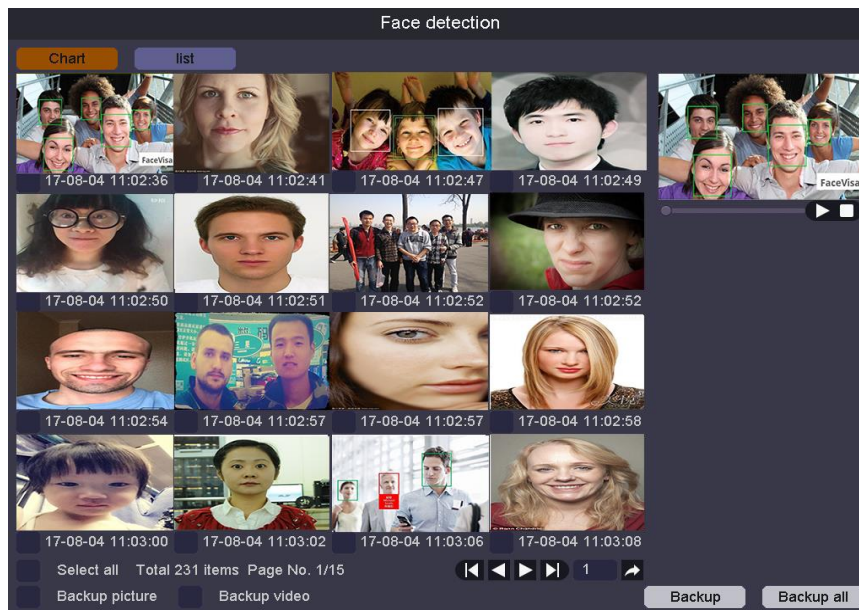 Face detection
Chart
list
FaceVisa
FaceVisa
17-08-04 11:02:36
17-08-04 11:02:41
17-08-04 11:02:47
17-08-04 11:02:49
17-08-04 11:02:50
17-08-04 11:02:51
17-08-04 11:02:52
17-08-04 11:02:52
17-08-04 11:02:54
17-08-04 11:02:57
17-08-04 11:02:57
17-08-04 11:02:58
17-08-04 11:03:00
17-08-04 11:03:02
17-08-04 11:03:06
17-08-04 11:03:08
Select all Total 231 items Page No. 1/15
1
Backup picture
Backup video
Backup
Backup all